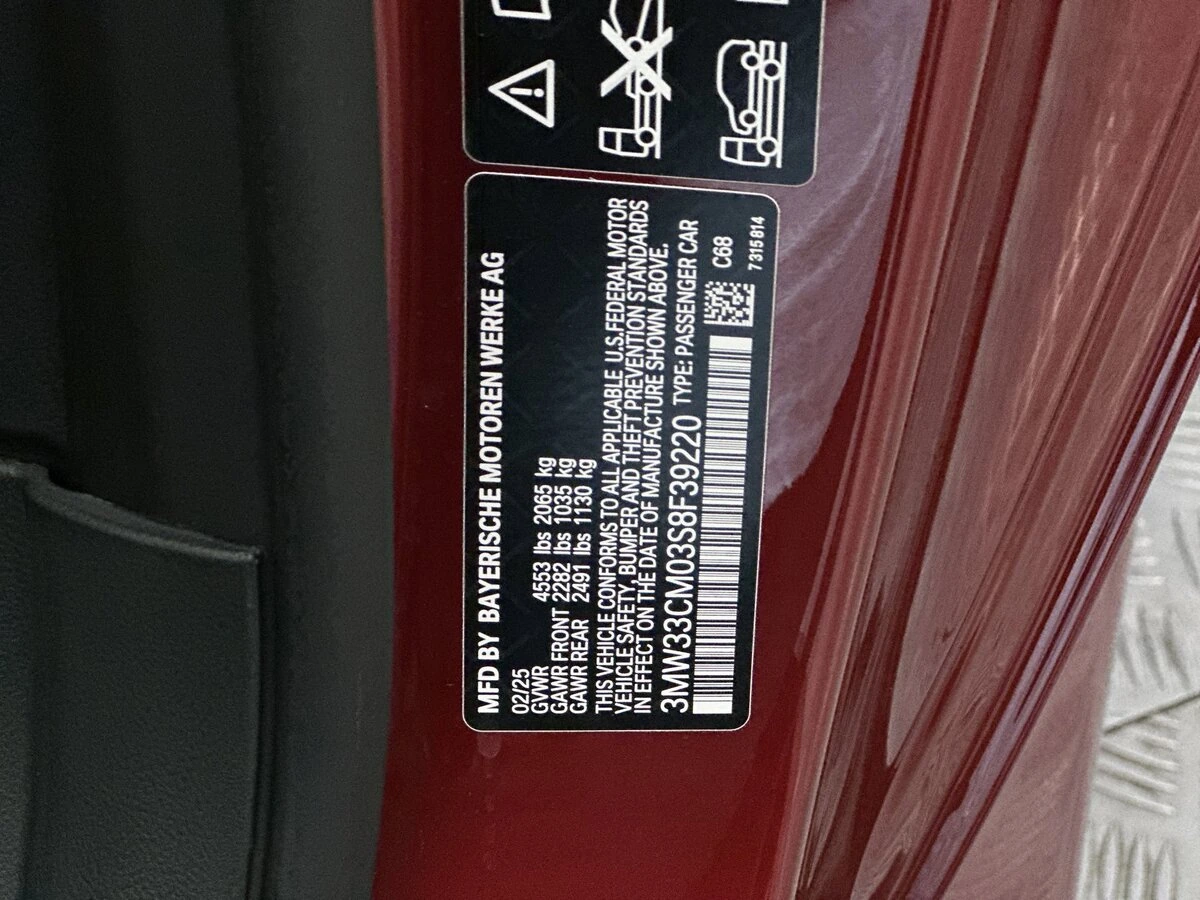 MFD BY BAYERISCHE MOTOREN WERKE AG
02/25
GVWR 4553 lbs 2065 kg
GAWR FRONT 2282 lbs 1035 kg
GAWR REAR 2491 lbs 1130 kg
THIS VEHICLE CONFORMS TO ALL APPLICABLE U.S.FEDERAL MOTOR
VEHICLE SAFETY, BUMPER AND THEFT PREVENTION STANDARDS
IN EFFECT ON THE DATE OF MANUFACTURE SHOWN ABOVE.
3MW33CM03S8F39220 TYPE: PASSENGER CAR
C68
7315814